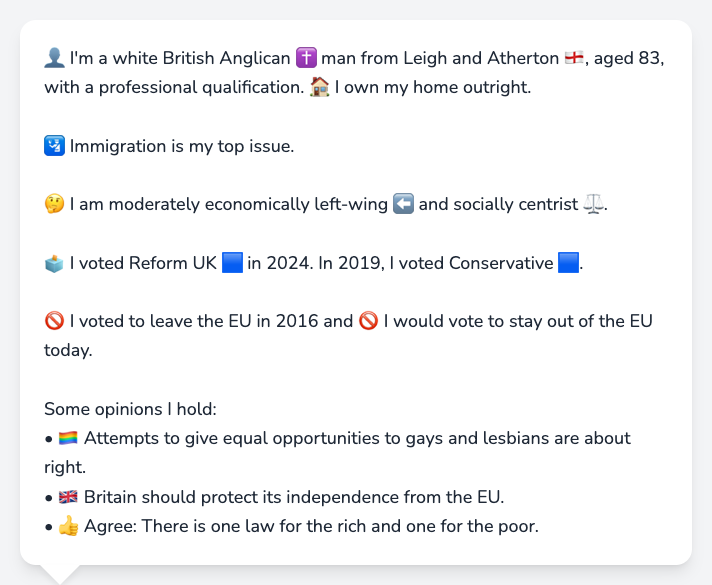 👤 I'm a white British Anglican ✝️ man from Leigh and Atherton 🏴󠁧󠁢󠁥󠁮󠁧󠁿, aged 83,
with a professional qualification. 🏠 I own my home outright.
🛂 Immigration is my top issue.
🤔 I am moderately economically left-wing ⬅️ and socially centrist ⚖️.
🗳️ I voted Reform UK 🟦 in 2024. In 2019, I voted Conservative 🟦.
🚫 I voted to leave the EU in 2016 and 🚫 I would vote to stay out of the EU
today.
Some opinions I hold:
• 🏳️‍🌈 Attempts to give equal opportunities to gays and lesbians are about
right.
• 🇬🇧 Britain should protect its independence from the EU.
• 👍 Agree: There is one law for the rich and one for the poor.